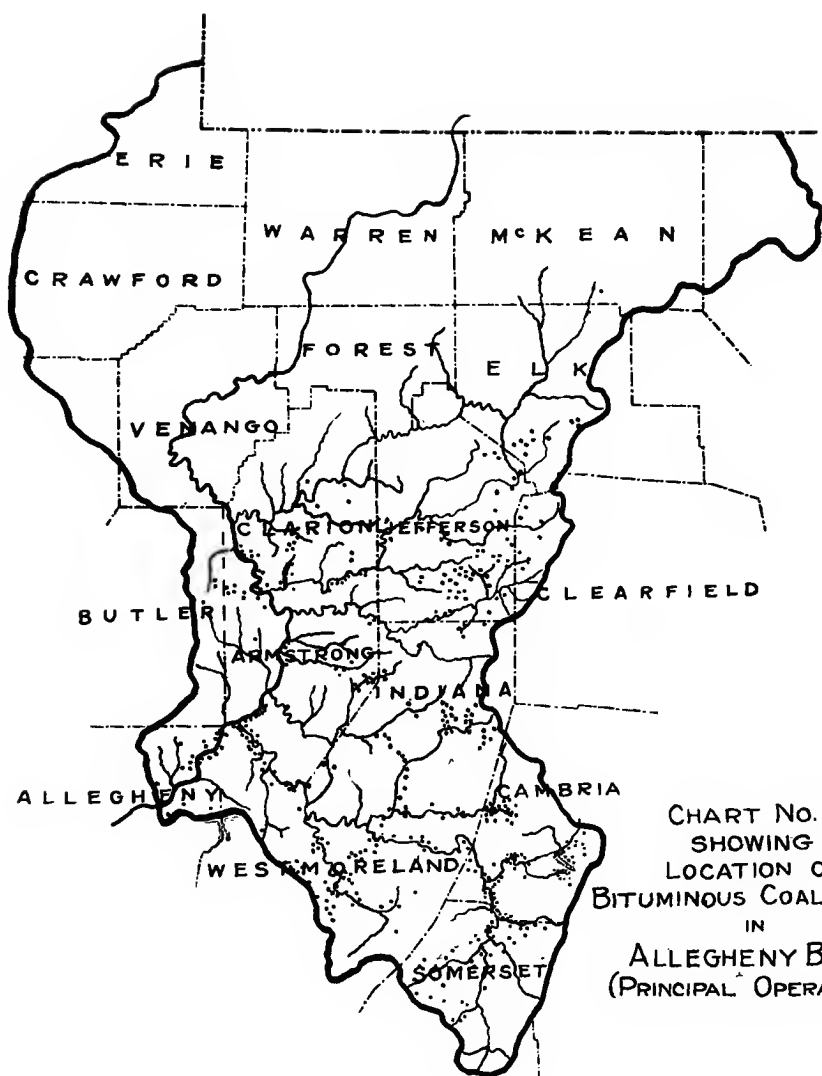 ERIE
WARREN
McKEAN
CRAWFORD
FOREST
ELK
VENANGO
CLARION
JEFFERSON
CLEARFIELD
BUTLER
ARMSTRONG
INDIANA
ALLEGHENY
CAMBRIA
WESTMORELAND
SOMERSET
CHART NO.
SHOWING
LOCATION
BITUMINOUS COAL
IN
ALLEGHENY B
(PRINCIPAL OPERA